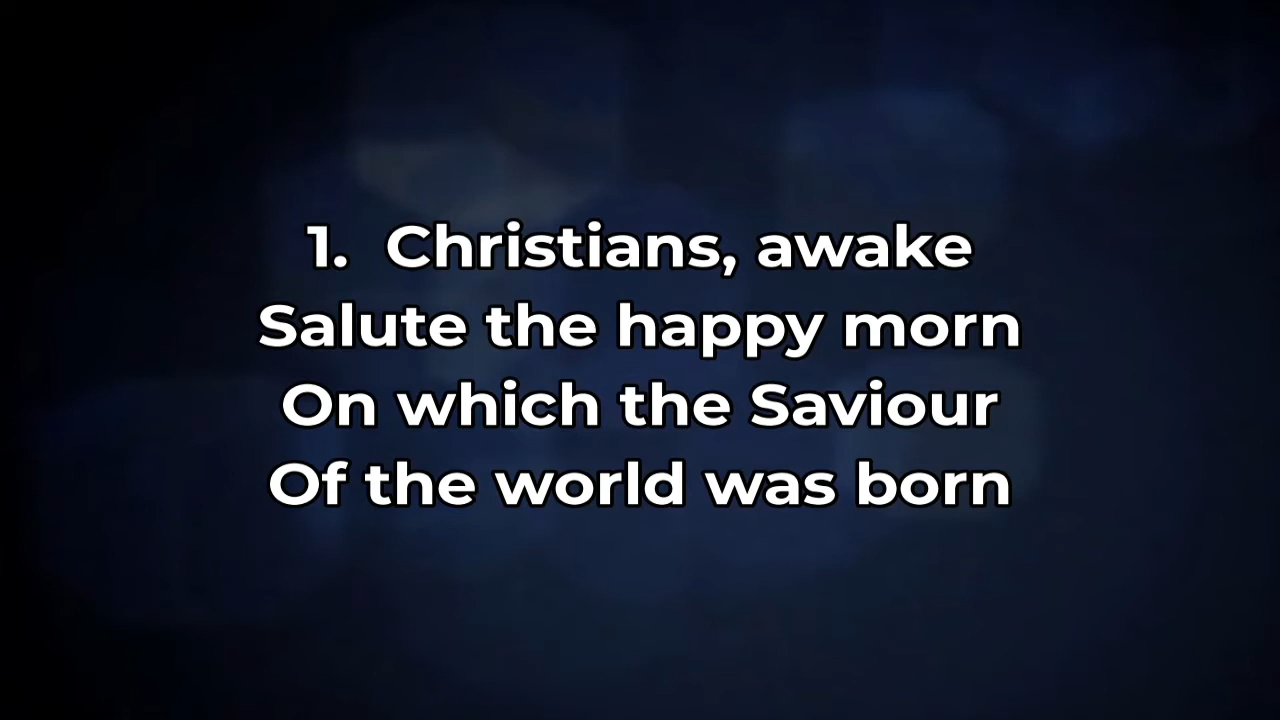 1. Christians, awake
Salute the happy morn
On which the Saviour
Of the world was born